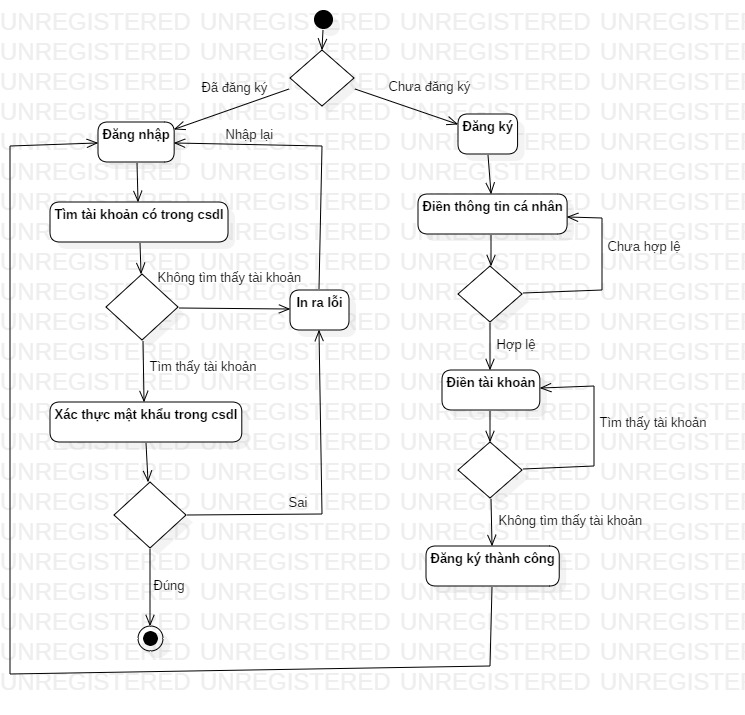 Đã đăng ký
Chưa đăng ký
Đăng nhập
Nhập lại
Đăng ký
Tìm tài khoản có trong csdl
Điền thông tin cá nhân
Chưa hợp lệ
Không tìm thấy tài khoản
In ra lỗi
Hợp lệ
Tìm thấy tài khoản
Điền tài khoản
Xác thực mật khẩu trong csdl
Tìm thấy tài khoản
Sai
Không tìm thấy tài khoản
Đăng ký thành công
Đúng
UNREGISTERED